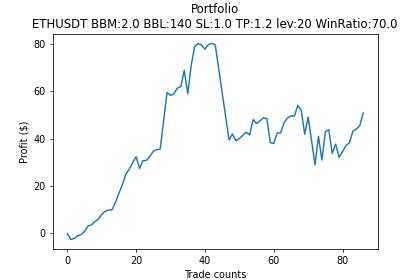 Portfolio
ETHUSDT BBM:2.0 BBL:140 SL:1.0 TP:1.2 lev:20 WinRatio:70.0
80
60
40
20
0
Profit ($)
0 20 40 60 80
Trade counts